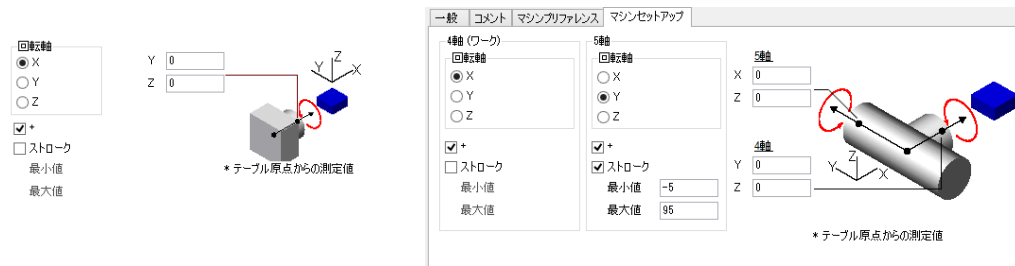 回転軸
X
Y
Z
+
ストローク
最小値
最大値
Y 0
Z 0
Z
Y
X
* テーブル原点からの測定値
一般 コメント マシンプリファレンス マシンセットアップ
4軸 (ワーク)
回転軸
X
Y
Z
+
ストローク
最小値
最大値
5軸
回転軸
X
Y
Z
+
ストローク
最小値 -5
最大値 95
5軸
X 0
Z 0
4軸
Y 0
Z 0
Z
Y
X
* テーブル原点からの測定値